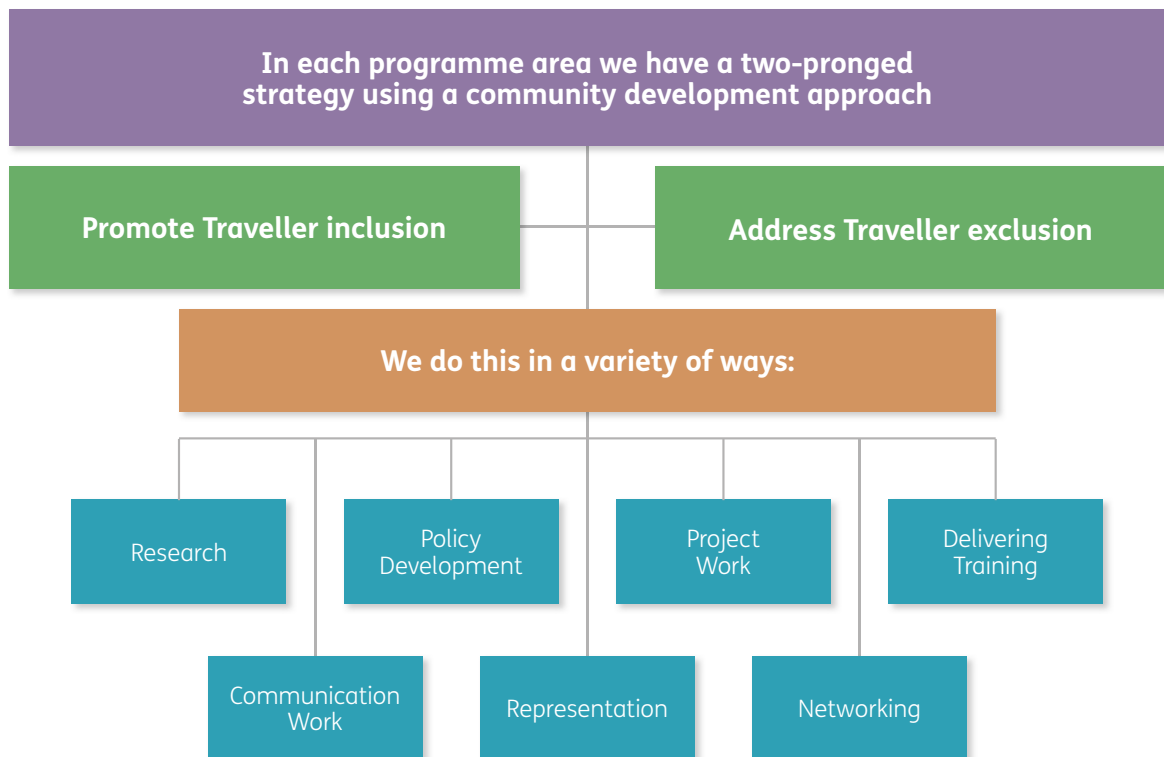 In each programme area we have a two-pronged
strategy using a community development approach
Promote Traveller inclusion
Address Traveller exclusion
We do this in a variety of ways:
Research
Policy
Development
Project
Work
Delivering
Training
Communication
Work
Representation
Networking